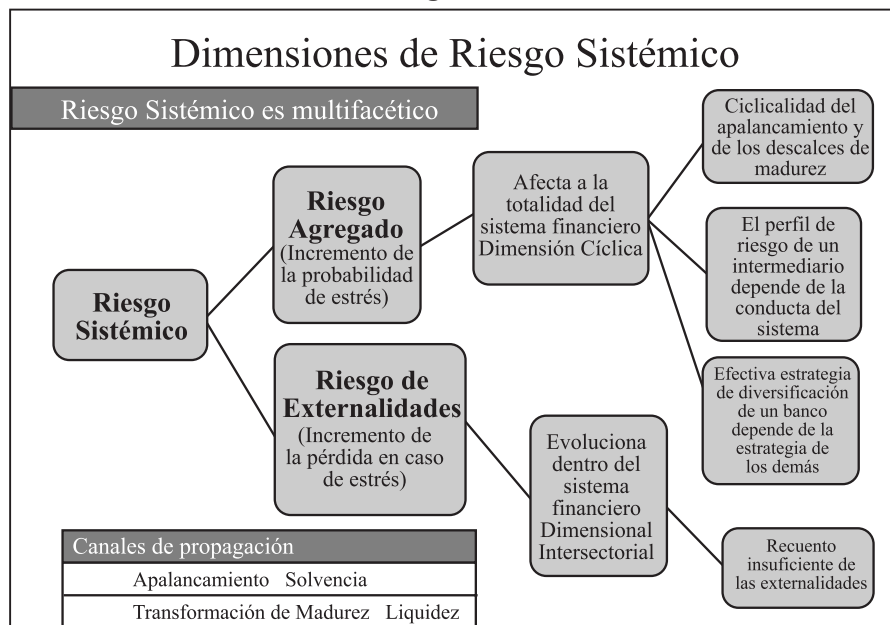 Dimensiones de Riesgo Sistémico
Riesgo Sistémico es multifacético
Riesgo
Sistémico
Riesgo
Agregado
(Incremento de
la probabilidad
de estrés)
Afecta a la
totalidad del
sistema financiero
Dimensión Cíclica
Ciclicalidad del
apalancamiento y
de los descalces de
madurez
El perfil de
riesgo de un
intermediario
depende de la
conducta del
sistema
Efectiva estrategia
de diversificación
de un banco
depende de la
estrategia de
los demás
Riesgo de
Externalidades
(Incremento de
la pérdida en caso
de estrés)
Evoluciona
dentro del
sistema
financiero
Dimensional
Intersectorial
Recuento
insuficiente de
las externalidades
Canales de propagación
Apalancamiento Solvencia
Transformación de Madurez Liquidez